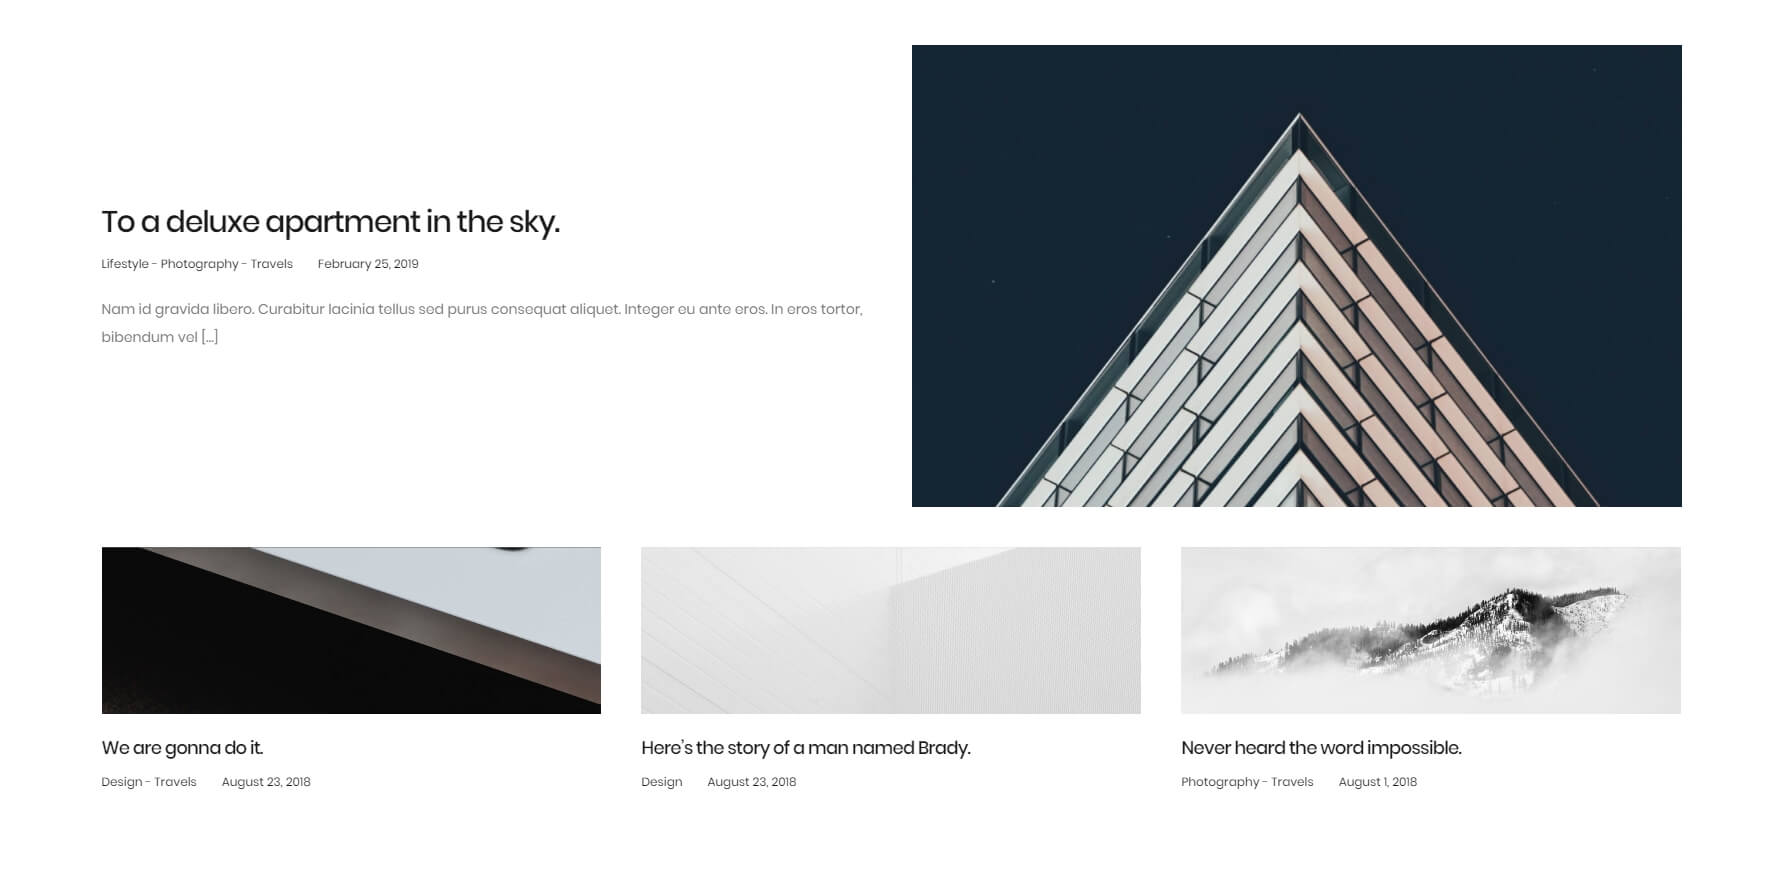 To a deluxe apartment in the sky.
Lifestyle - Photography - Travels February 25, 2019
Nam id gravida libero. Curabitur lacinia tellus sed purus consequat aliquet. Integer eu ante eros. In eros tortor,
bibendum vel [...]
We are gonna do it.
Design - Travels August 23, 2018
Here's the story of a man named Brady.
Design August 23, 2018
Never heard the word impossible.
Photography - Travels August 1, 2018